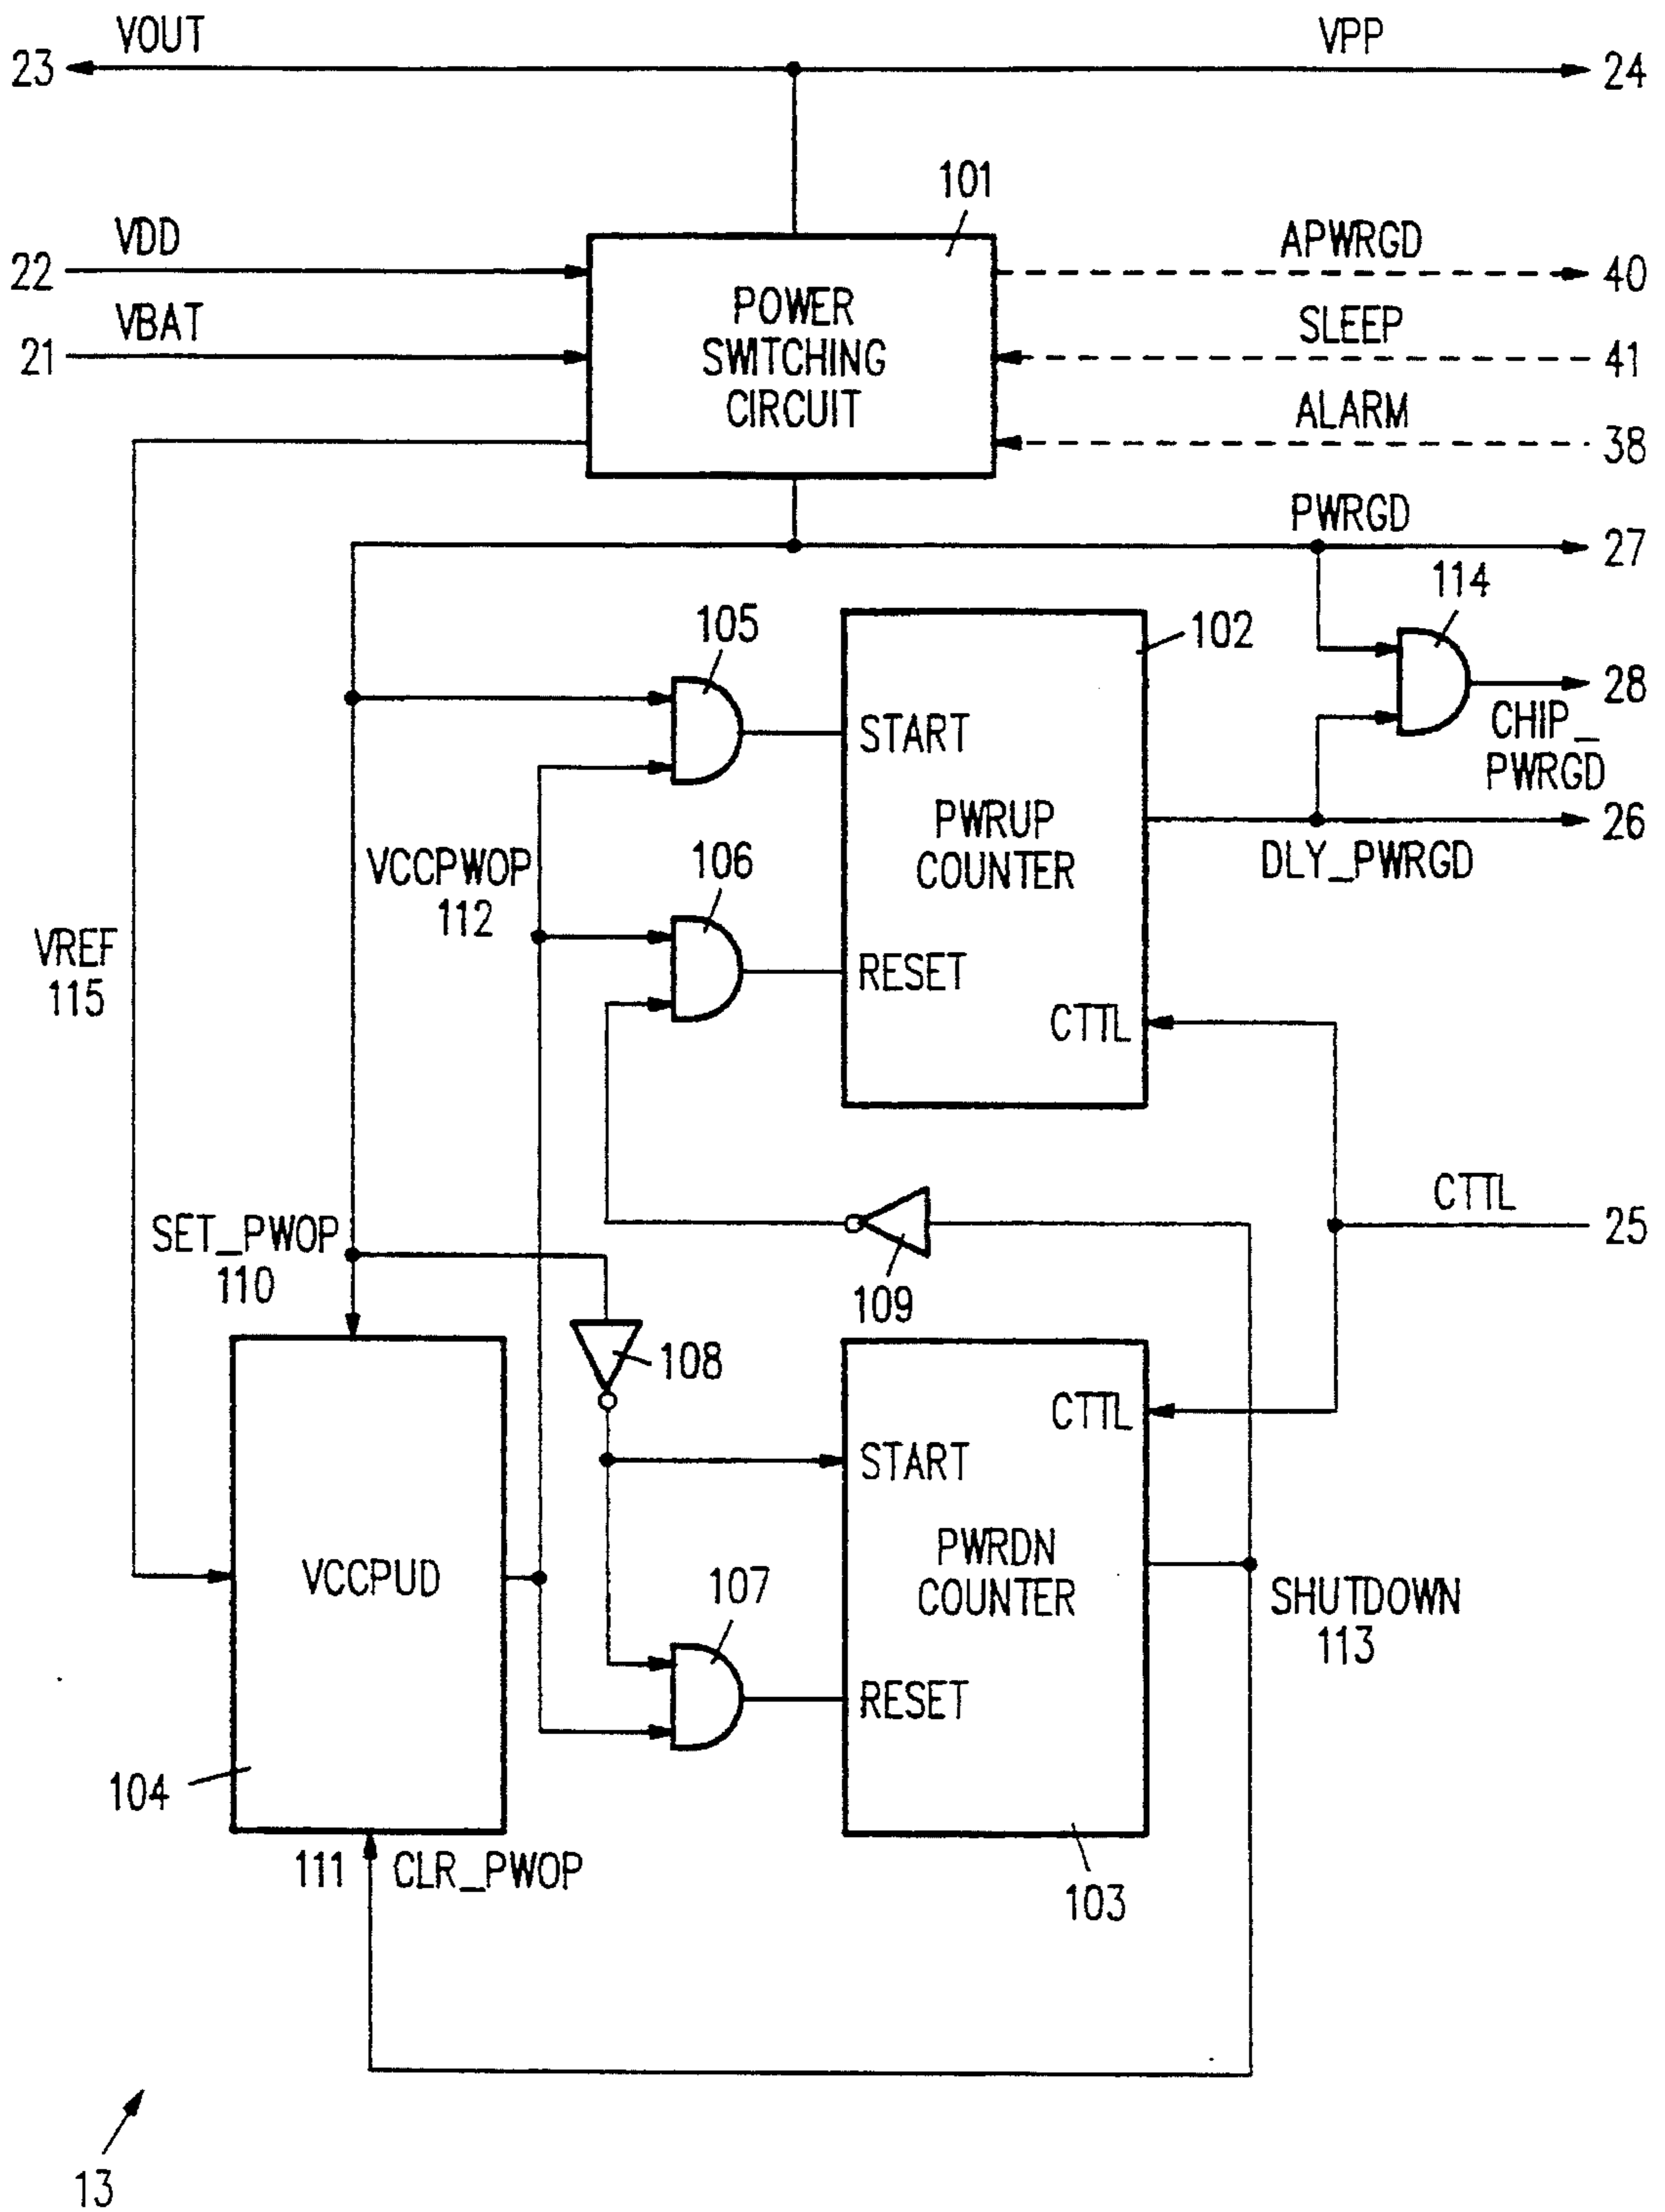 VOUT
VPP
23
24
101
VDD
APWRGD
22
40
POWER
SWITCHING
CIRCUIT
VBAT
SLEEP
21
41
ALARM
38
PWRGD
27
114
105
102
28
START
CHIP_
PWRGD
PWRUP
COUNTER
26
DLY_PWRGD
VCCPWOP
112
106
VREF
115
RESET
CTTL
CTTL
25
SET_PWOP
110
109
108
CTTL
START
PWRDN
COUNTER
VCCPUD
107
SHUTDOWN
113
RESET
104
111
CLR_PWOP
103
13